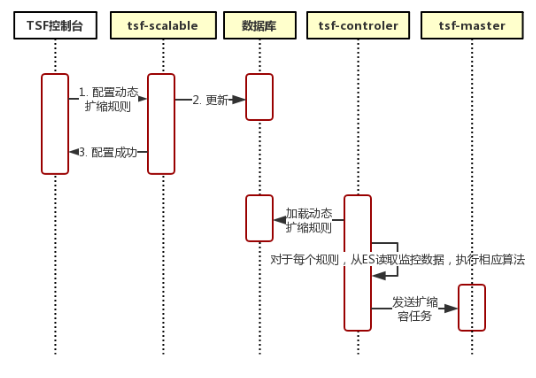 TSF控制台
tsf-scalable
数据库
tsf-controler
tsf-master
1. 配置动态
扩缩规则
2. 更新
3. 配置成功
加载动态
扩缩规则
对于每个规则，从ES读取监控数据，执行相应算法
发送扩缩
容任务